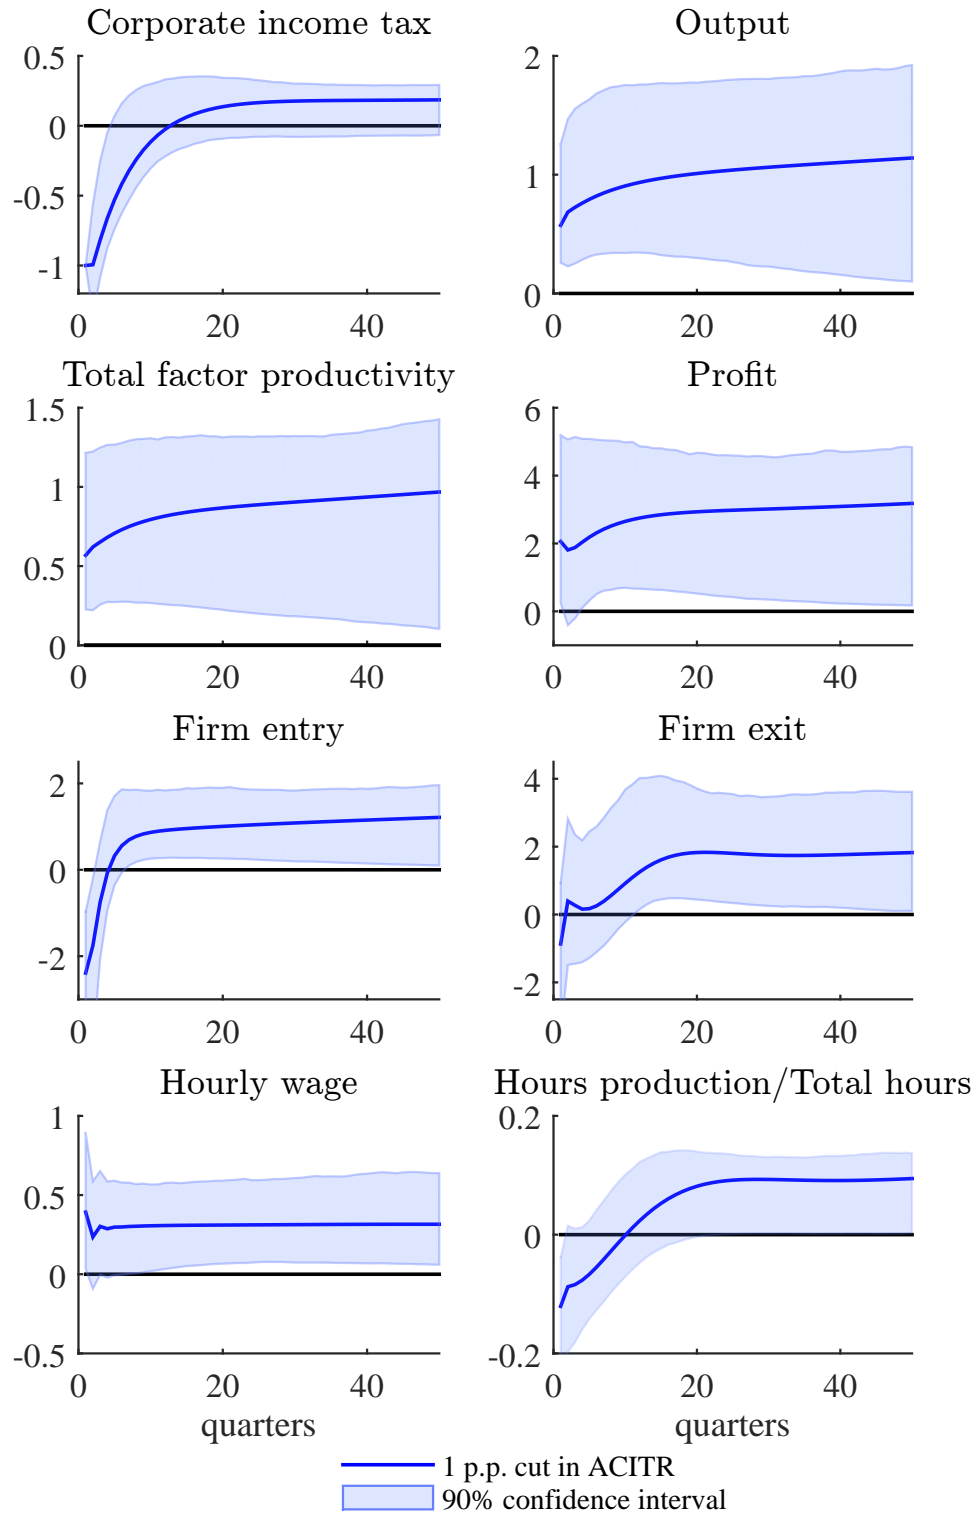 Corporate income tax
0.5
0
-0.5
-1
0 20 40
Output
2
1
0
0 20 40
Total factor productivity
1.5
1
0.5
0
0 20 40
Profit
6
4
2
0
0 20 40
Firm entry
2
0
-2
0 20 40
Firm exit
4
2
0
-2
0 20 40
Hourly wage
1
0.5
0
-0.5
0 20 40
quarters
Hours production/Total hours
0.2
0
-0.2
0 20 40
quarters
1 p.p. cut in ACITR
90% confidence interval